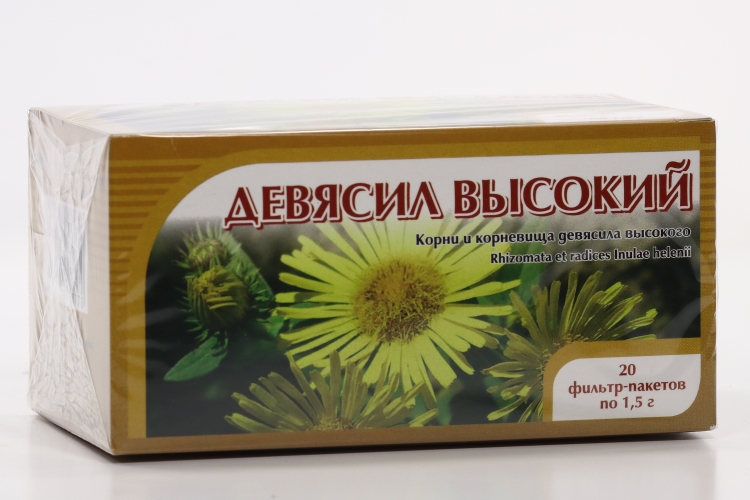 ДЕВЯСИЛ ВЫСОКИЙ
Корни и корневища девясила высокого
Rhizomata et radices Inulae helenii
20
фильтр-пакетов
по 1,5 г